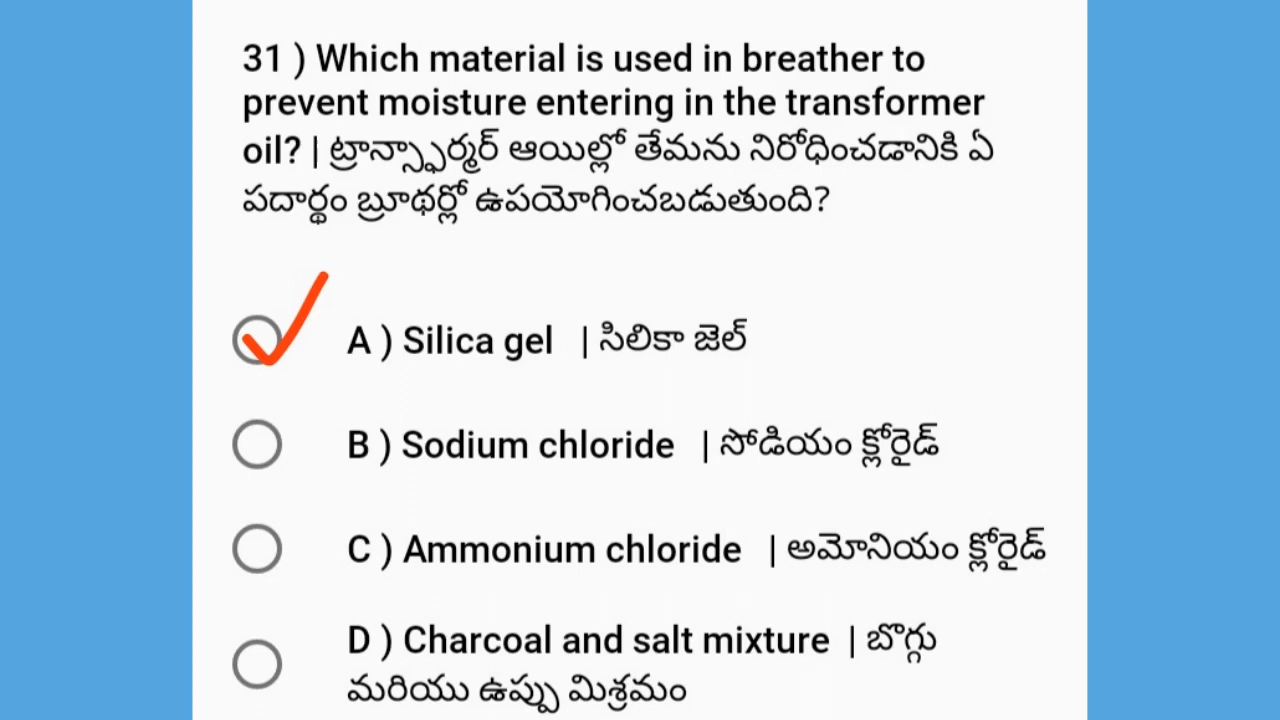 31 ) Which material is used in breather to
prevent moisture entering in the transformer
oil? | ట్రాన్స్ఫార్మర్ ఆయిల్లో తేమను నిరోధించడానికి ఏ
పదార్థం బ్రూథర్లో ఉపయోగించబడుతుంది?
A ) Silica gel | సిలికా జెల్
B ) Sodium chloride | సోడియం క్లోరైడ్
C ) Ammonium chloride | అమోనియం క్లోరైడ్
D ) Charcoal and salt mixture | బొగ్గు
మరియు ఉప్పు మిశ్రమం